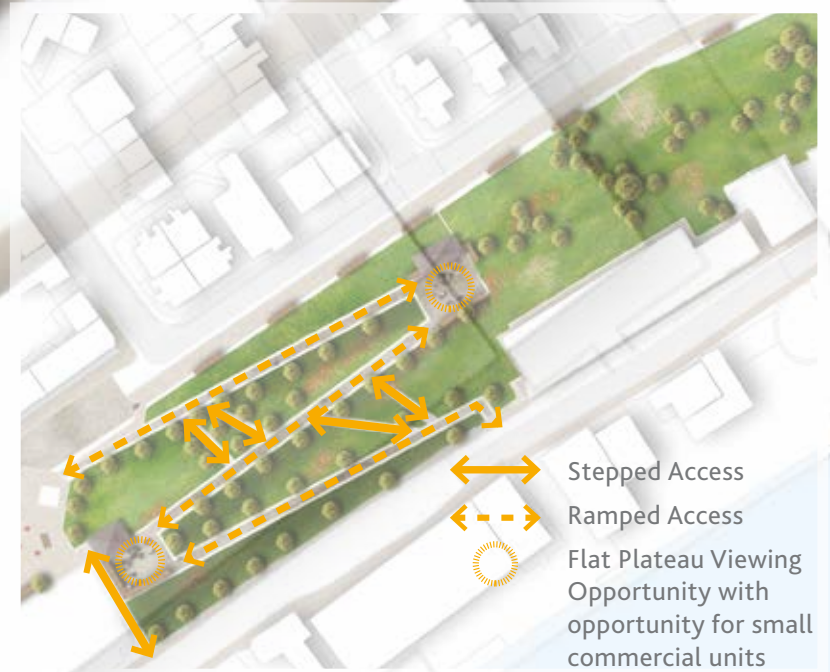 Stepped Access
Ramped Access
Flat Plateau Viewing
Opportunity with
opportunity for small
commercial units